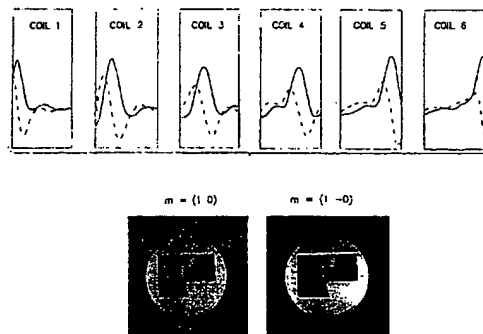 COIL 1 COIL 2 COIL 3 COIL 4 COIL 5 COIL 6
m = (1 0) m = (1 -0)